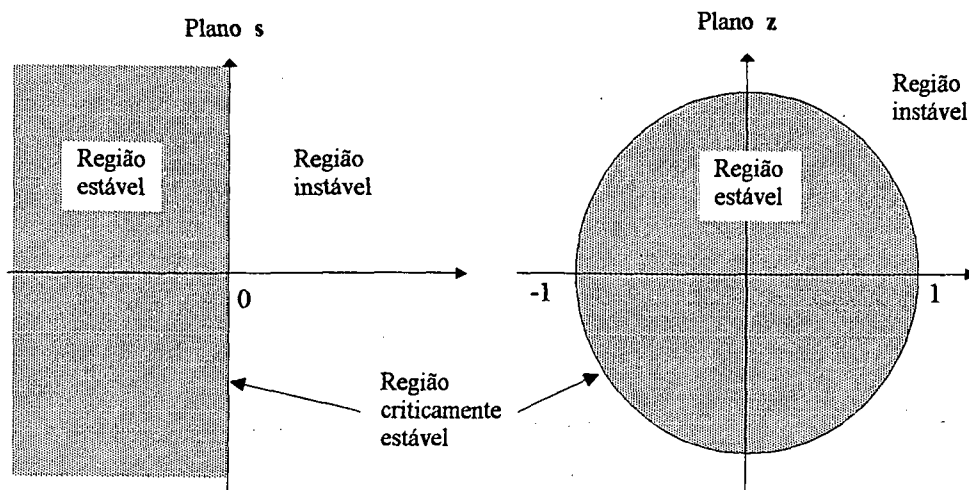 Plano s
Região
estável
Região
instável
0
Plano z
Região
instável
Região
estável
-1
1
Região
criticamente
estável